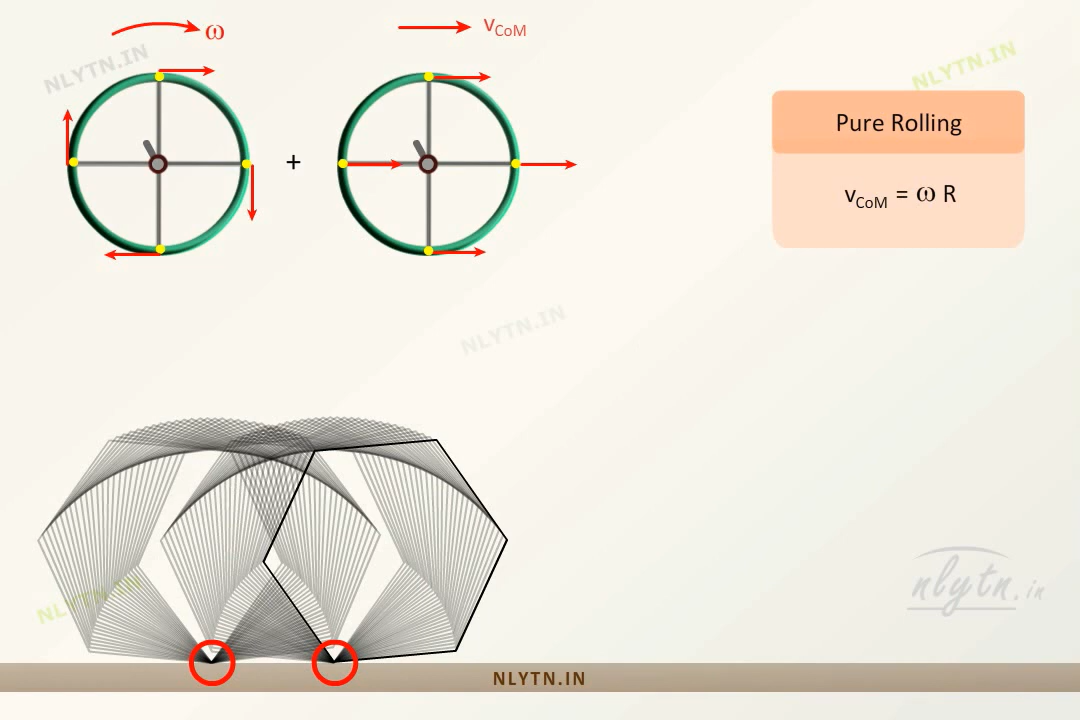 ω
vCoM
NLYTN.IN
NLYTN.IN
+
Pure Rolling
vCoM = ω R
NLYTN.IN
NLYTN.IN
nlytn.in
NLYTN.IN